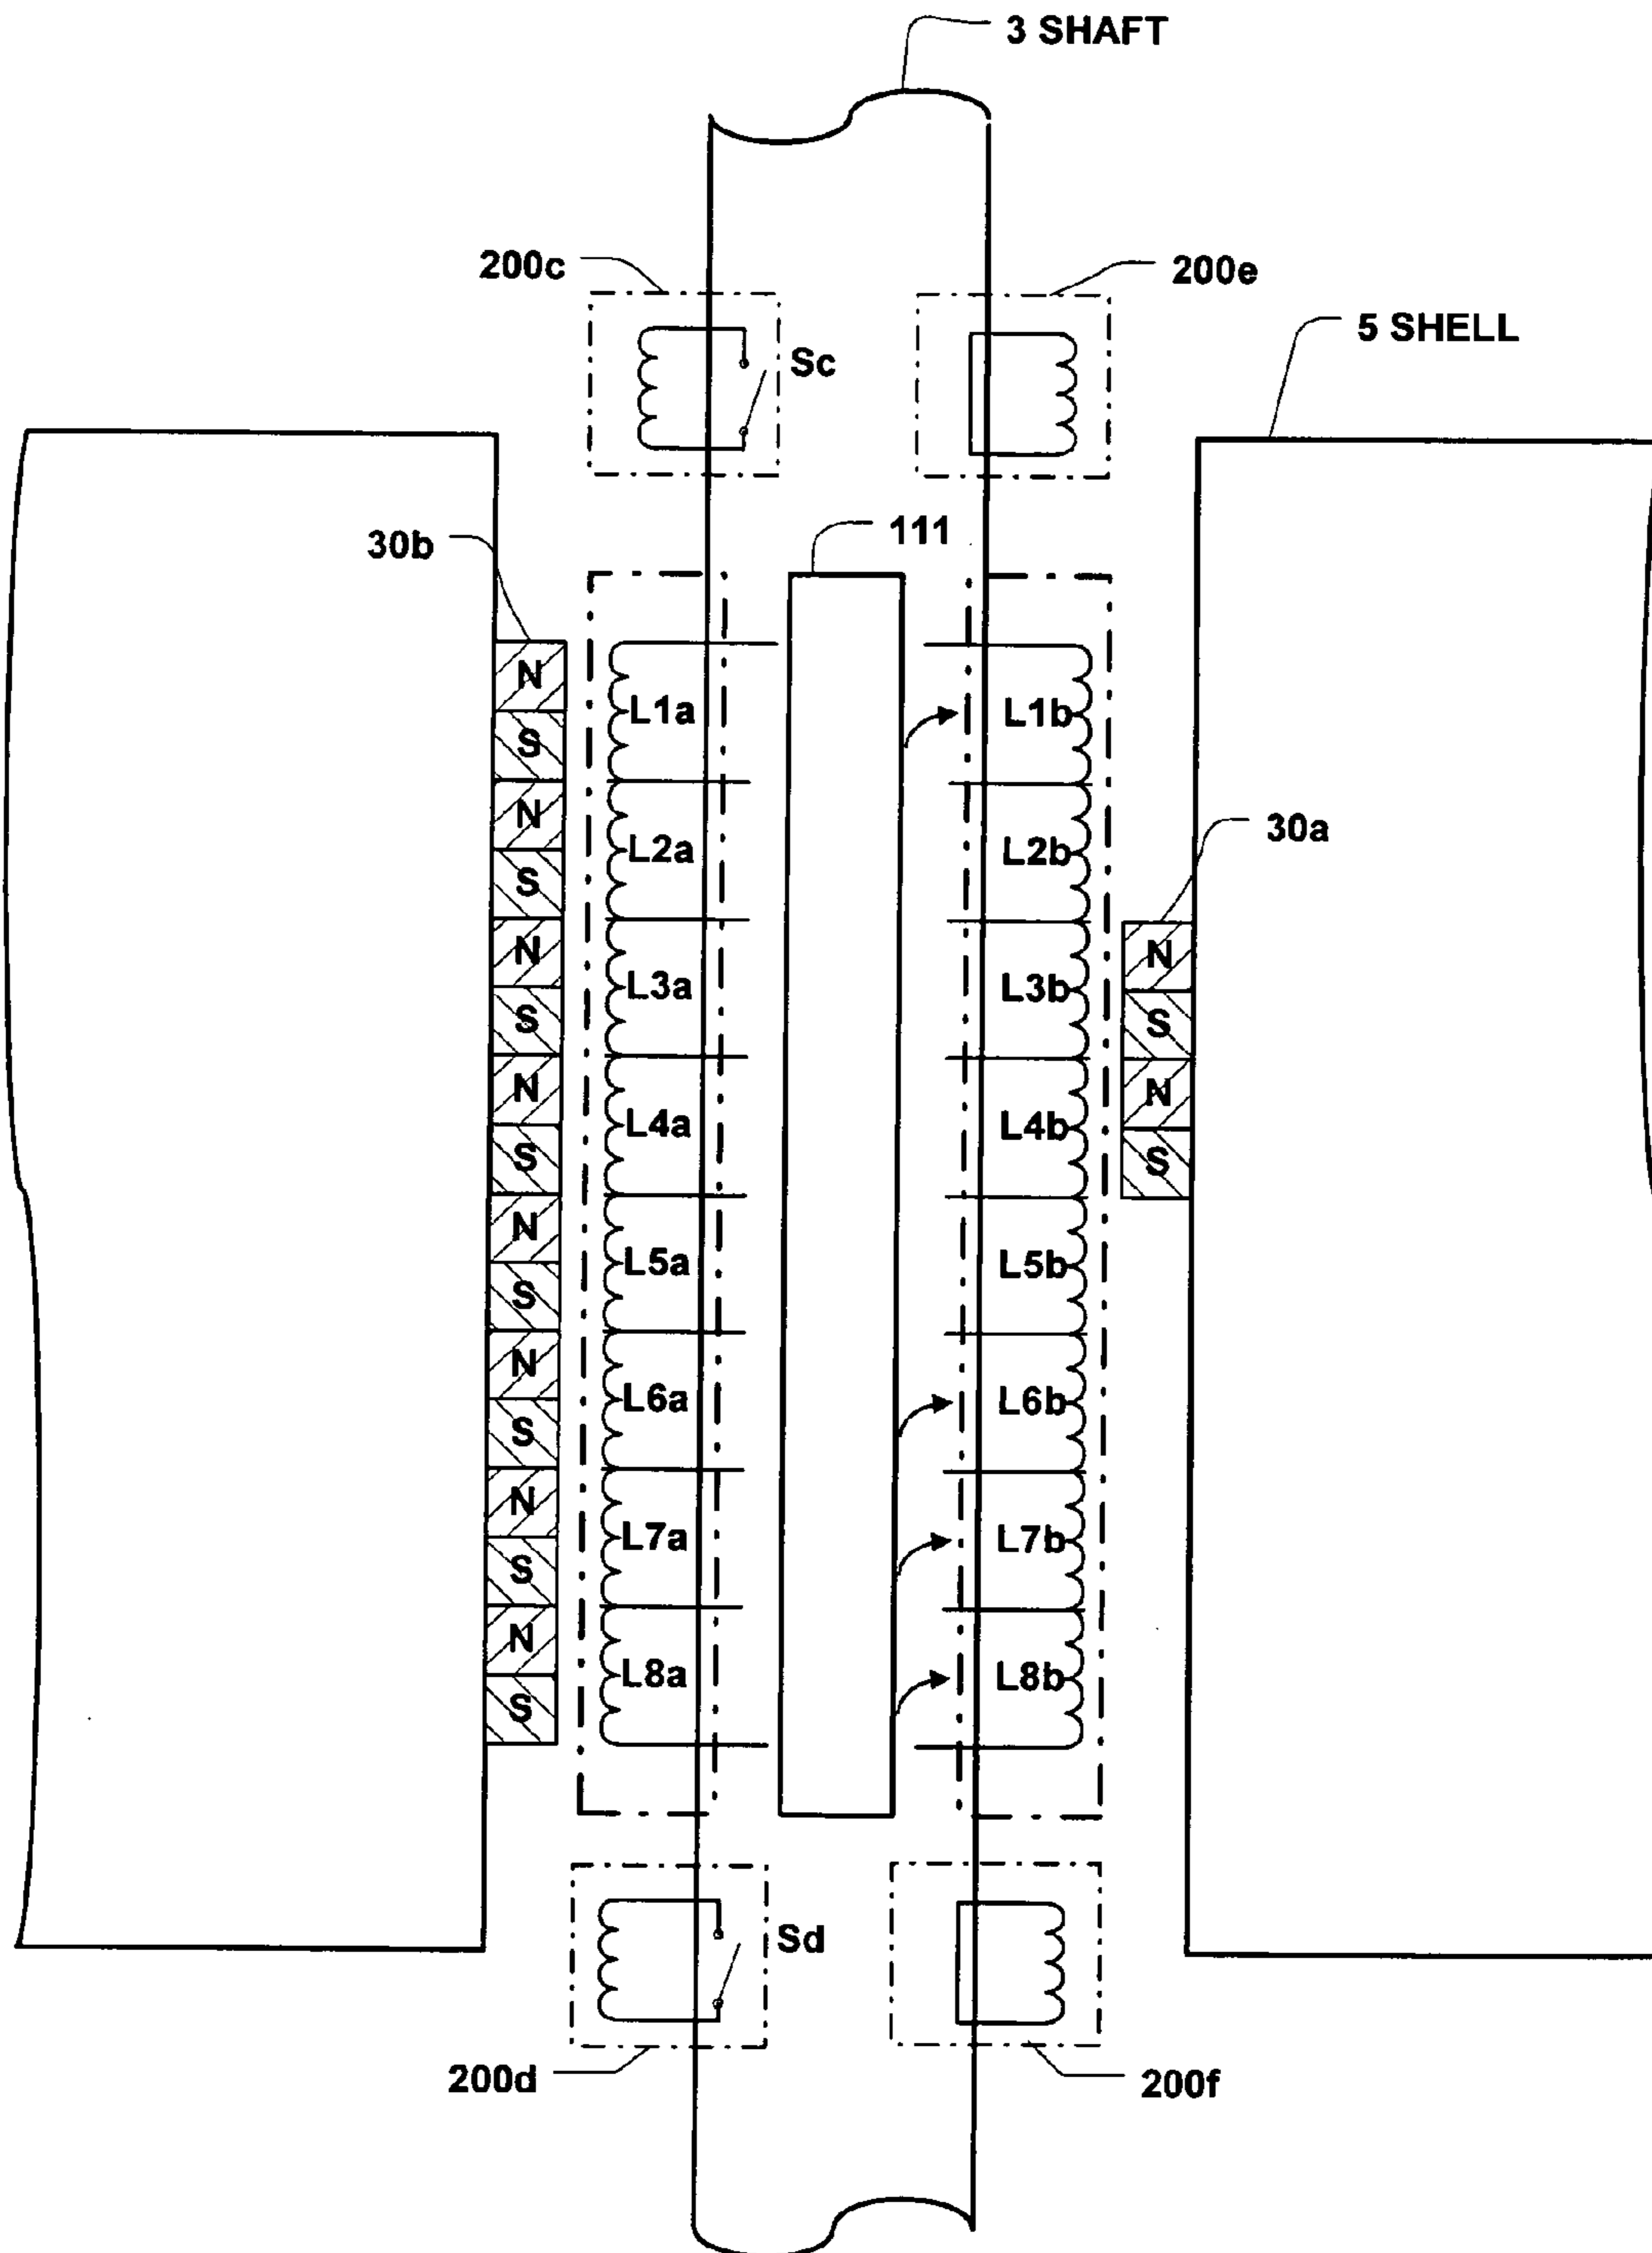 3 SHAFT
200c
200e
Sc
5 SHELL
111
30b
N
S
N
S
N
S
N
S
N
S
N
S
N
S
N
S
L1a
L2a
L3a
L4a
L5a
L6a
L7a
L8a
L1b
L2b
L3b
L4b
L5b
L6b
L7b
L8b
30a
N
S
N
S
Sd
200d
200f